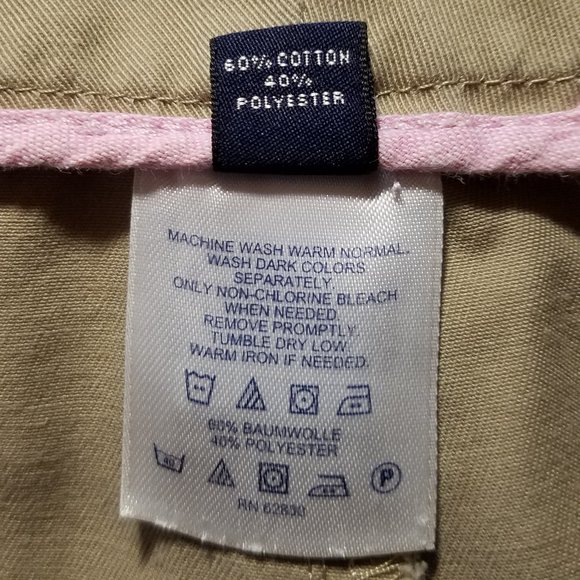 60% COTTON
40%
POLYESTER
MACHINE WASH WARM NORMAL.
WASH DARK COLORS
SEPARATELY.
ONLY NON-CHLORINE BLEACH
WHEN NEEDED.
REMOVE PROMPTLY.
TUMBLE DRY LOW.
WARM IRON IF NEEDED.
60% BAUMWOLLE
40% POLYESTER
40
P
RN 62830